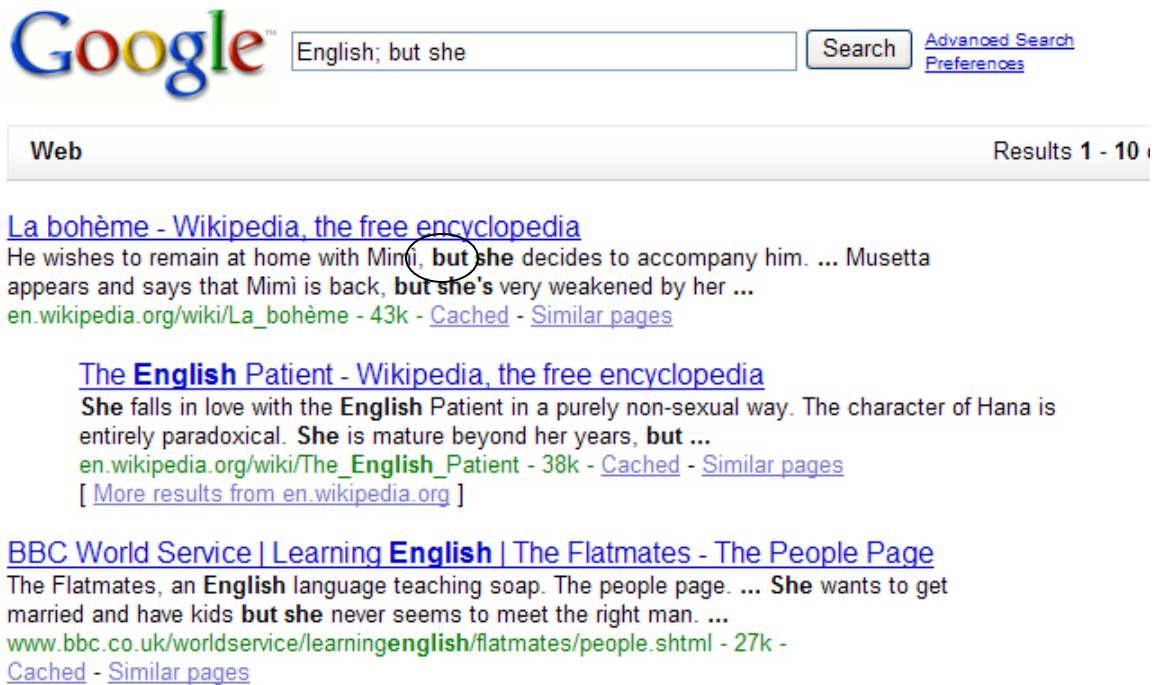 Google™ English; but she Search Advanced Search
Preferences
Web Results 1 - 10
La bohème - Wikipedia, the free encyclopedia
He wishes to remain at home with Mimì, but she decides to accompany him. ... Musetta
appears and says that Mimì is back, but she's very weakened by her ...
en.wikipedia.org/wiki/La_bohème - 43k - Cached - Similar pages
The English Patient - Wikipedia, the free encyclopedia
She falls in love with the English Patient in a purely non-sexual way. The character of Hana is
entirely paradoxical. She is mature beyond her years, but ...
en.wikipedia.org/wiki/The_English_Patient - 38k - Cached - Similar pages
[ More results from en.wikipedia.org ]
BBC World Service | Learning English | The Flatmates - The People Page
The Flatmates, an English language teaching soap. The people page. ... She wants to get
married and have kids but she never seems to meet the right man. ...
www.bbc.co.uk/worldservice/learningenglish/flatmates/people.shtml - 27k -
Cached - Similar pages